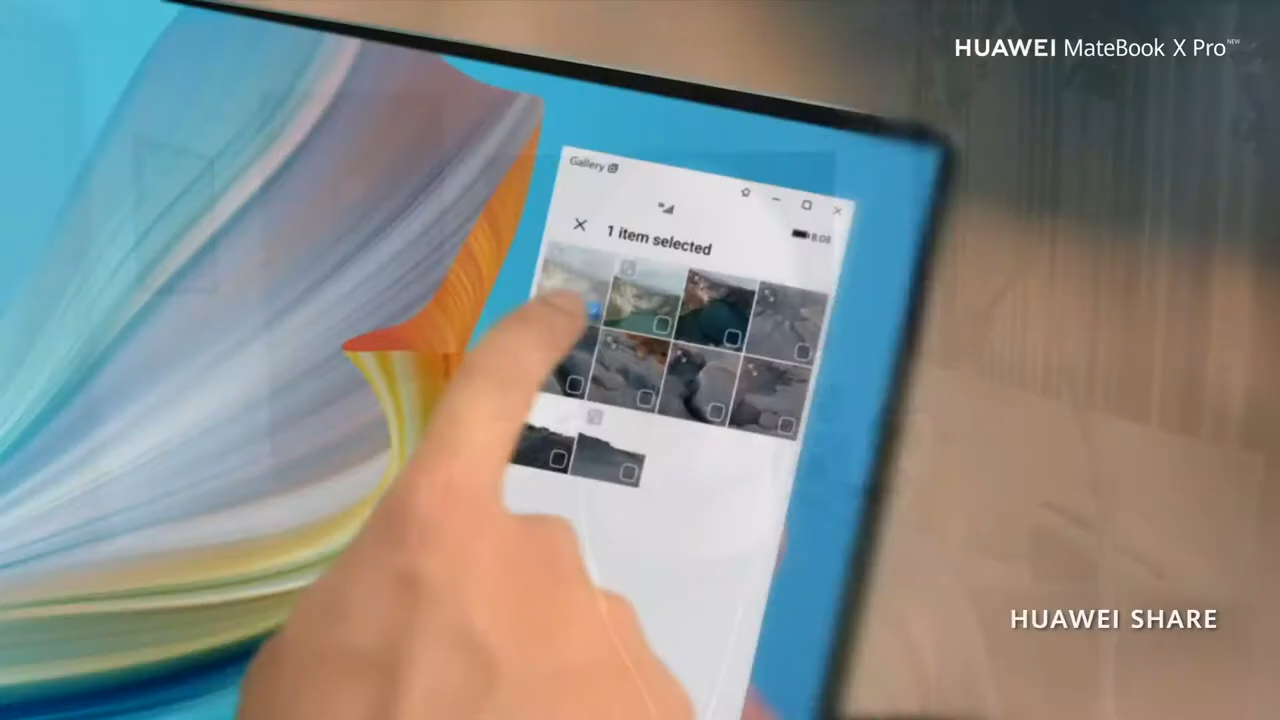 HUAWEI MateBook X Pro NEW
Gallery
8:08
1 item selected
HUAWEI SHARE